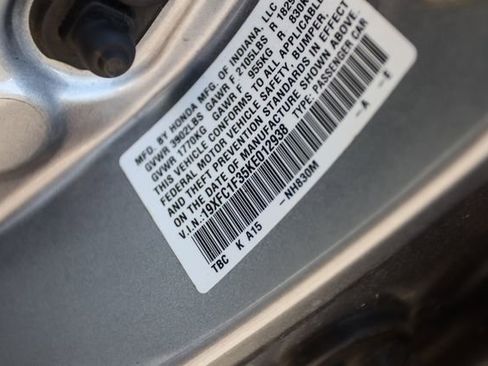 MFD. BY HONDA MFG. OF INDIANA, LLC
GVWR 3902LBS GAWR F 2105LBS R 1829
GVWR 1770KG GAWR F 955KG R 830K
THIS VEHICLE CONFORMS TO ALL APPLICABLE
FEDERAL MOTOR VEHICLE SAFETY, BUMPER,
AND THEFT PREVENTION STANDARDS IN EFFECT
ON THE DATE OF MANUFACTURE SHOWN ABOVE.
V.I.N.: 19XFC1F35KE012938 TYPE: PASSENGER CAR
-NH830M -A -E
TBC K A15